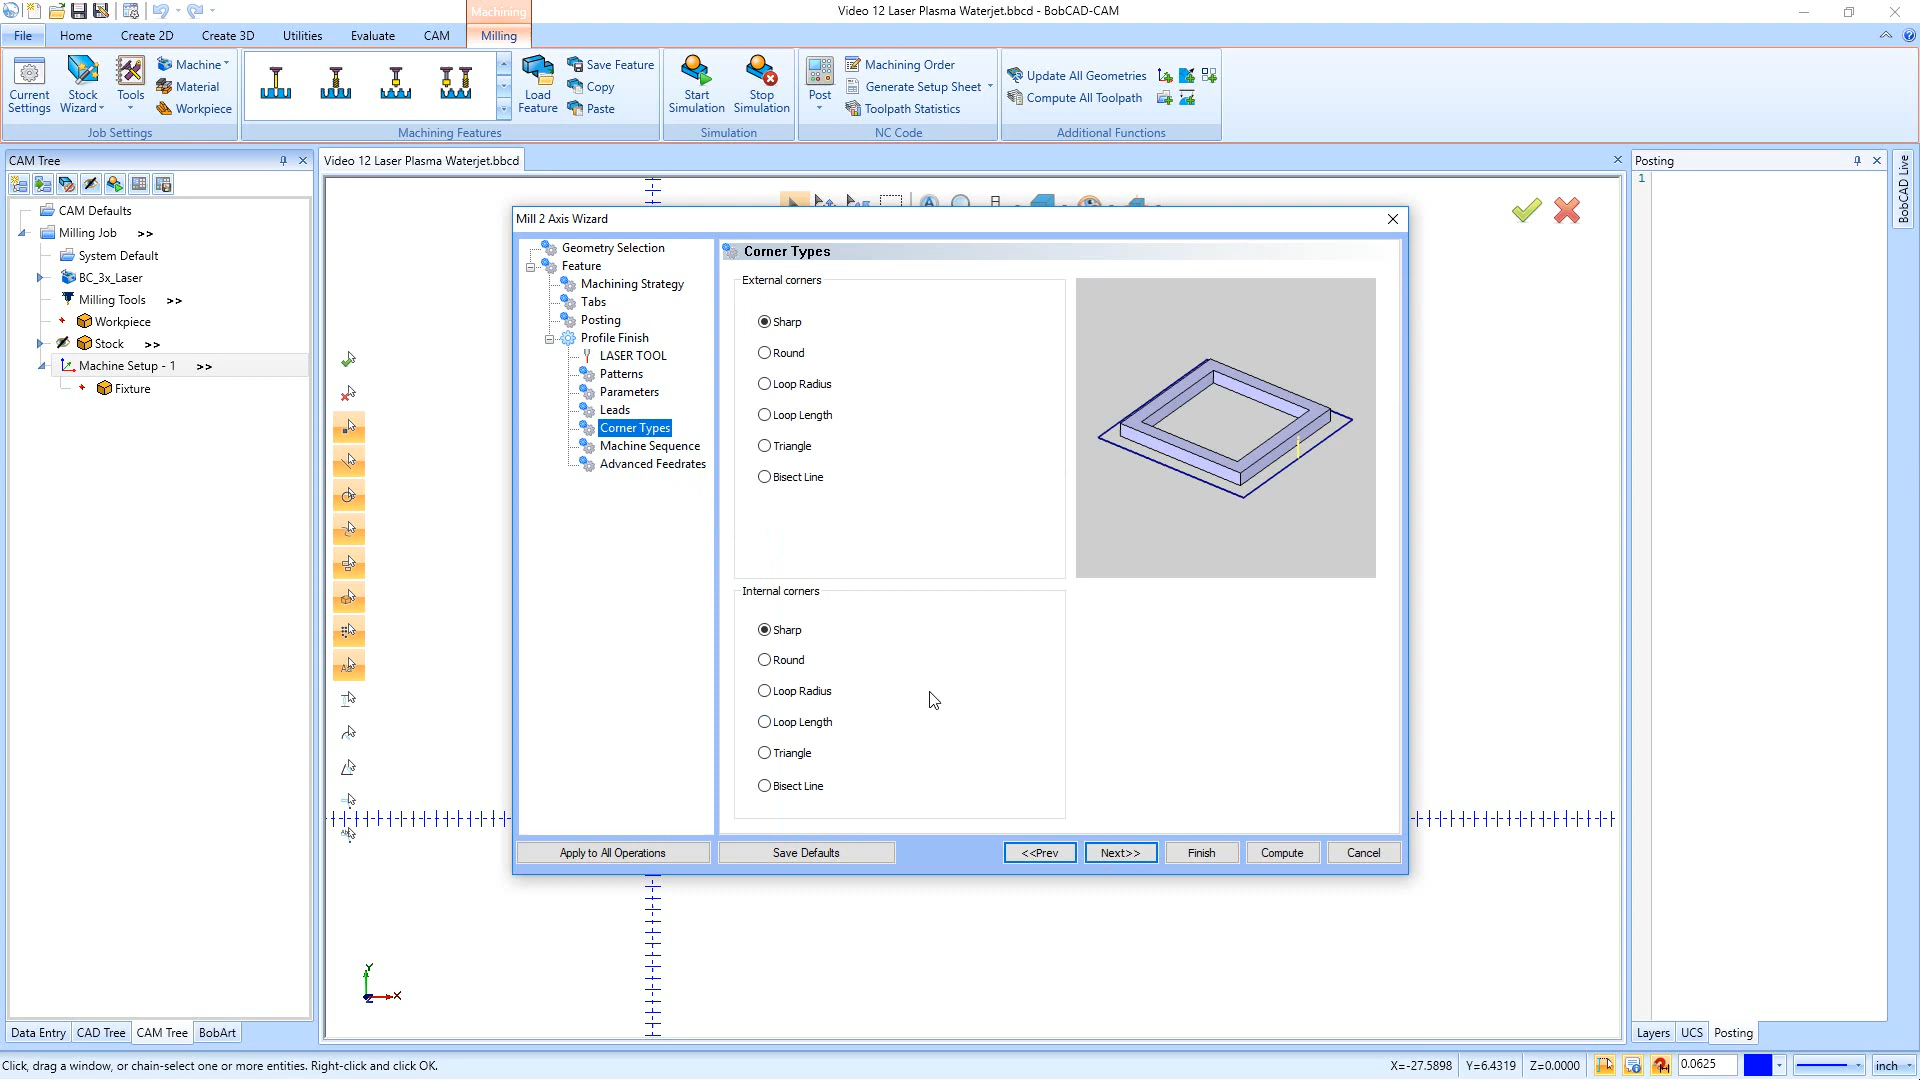 Machining
Video 12 Laser Plasma Waterjet.bbcd - BobCAD-CAM
File
Home
Create 2D
Create 3D
Utilities
Evaluate
CAM
Milling
Current Settings
Stock Wizard
Tools
Machine
Material
Workpiece
Job Settings
Machining Features
Load Feature
Save Feature
Copy
Paste
Start Simulation
Stop Simulation
Simulation
Post
Machining Order
Generate Setup Sheet
Toolpath Statistics
NC Code
Update All Geometries
Compute All Toolpath
Additional Functions
CAM Tree
CAM Defaults
Milling Job >>
System Default
BC_3x_Laser
Milling Tools >>
Workpiece
Stock >>
Machine Setup - 1 >>
Fixture
Data Entry
CAD Tree
CAM Tree
BobArt
Video 12 Laser Plasma Waterjet.bbcd
Mill 2 Axis Wizard
Geometry Selection
Feature
Machining Strategy
Tabs
Posting
Profile Finish
LASER TOOL
Patterns
Parameters
Leads
Corner Types
Machine Sequence
Advanced Feedrates
Corner Types
External corners
Sharp
Round
Loop Radius
Loop Length
Triangle
Bisect Line
Internal corners
Sharp
Round
Loop Radius
Loop Length
Triangle
Bisect Line
Apply to All Operations
Save Defaults
<<Prev
Next>>
Finish
Compute
Cancel
Y
X
Z
Posting
1
BobCAD Live
Layers
UCS
Posting
Click, drag a window, or chain-select one or more entities. Right-click and click OK.
X=-27.5898
Y=6.4319
Z=0.0000
0.0625
inch